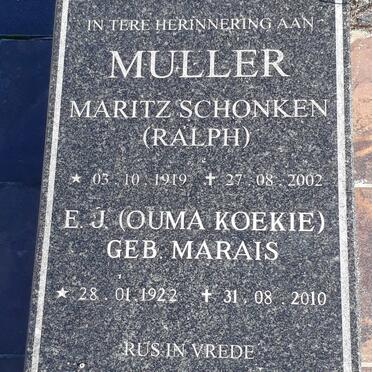 IN TERE HERINNERING AAN
MULLER
MARITZ SCHONKEN
(RALPH)
★ 03.10.1919 ✝ 27.08.2002
E. J. (OUMA KOEKIE)
GEB. MARAIS
★ 28.01.1922 ✝ 31.08.2010
RUS IN VREDE